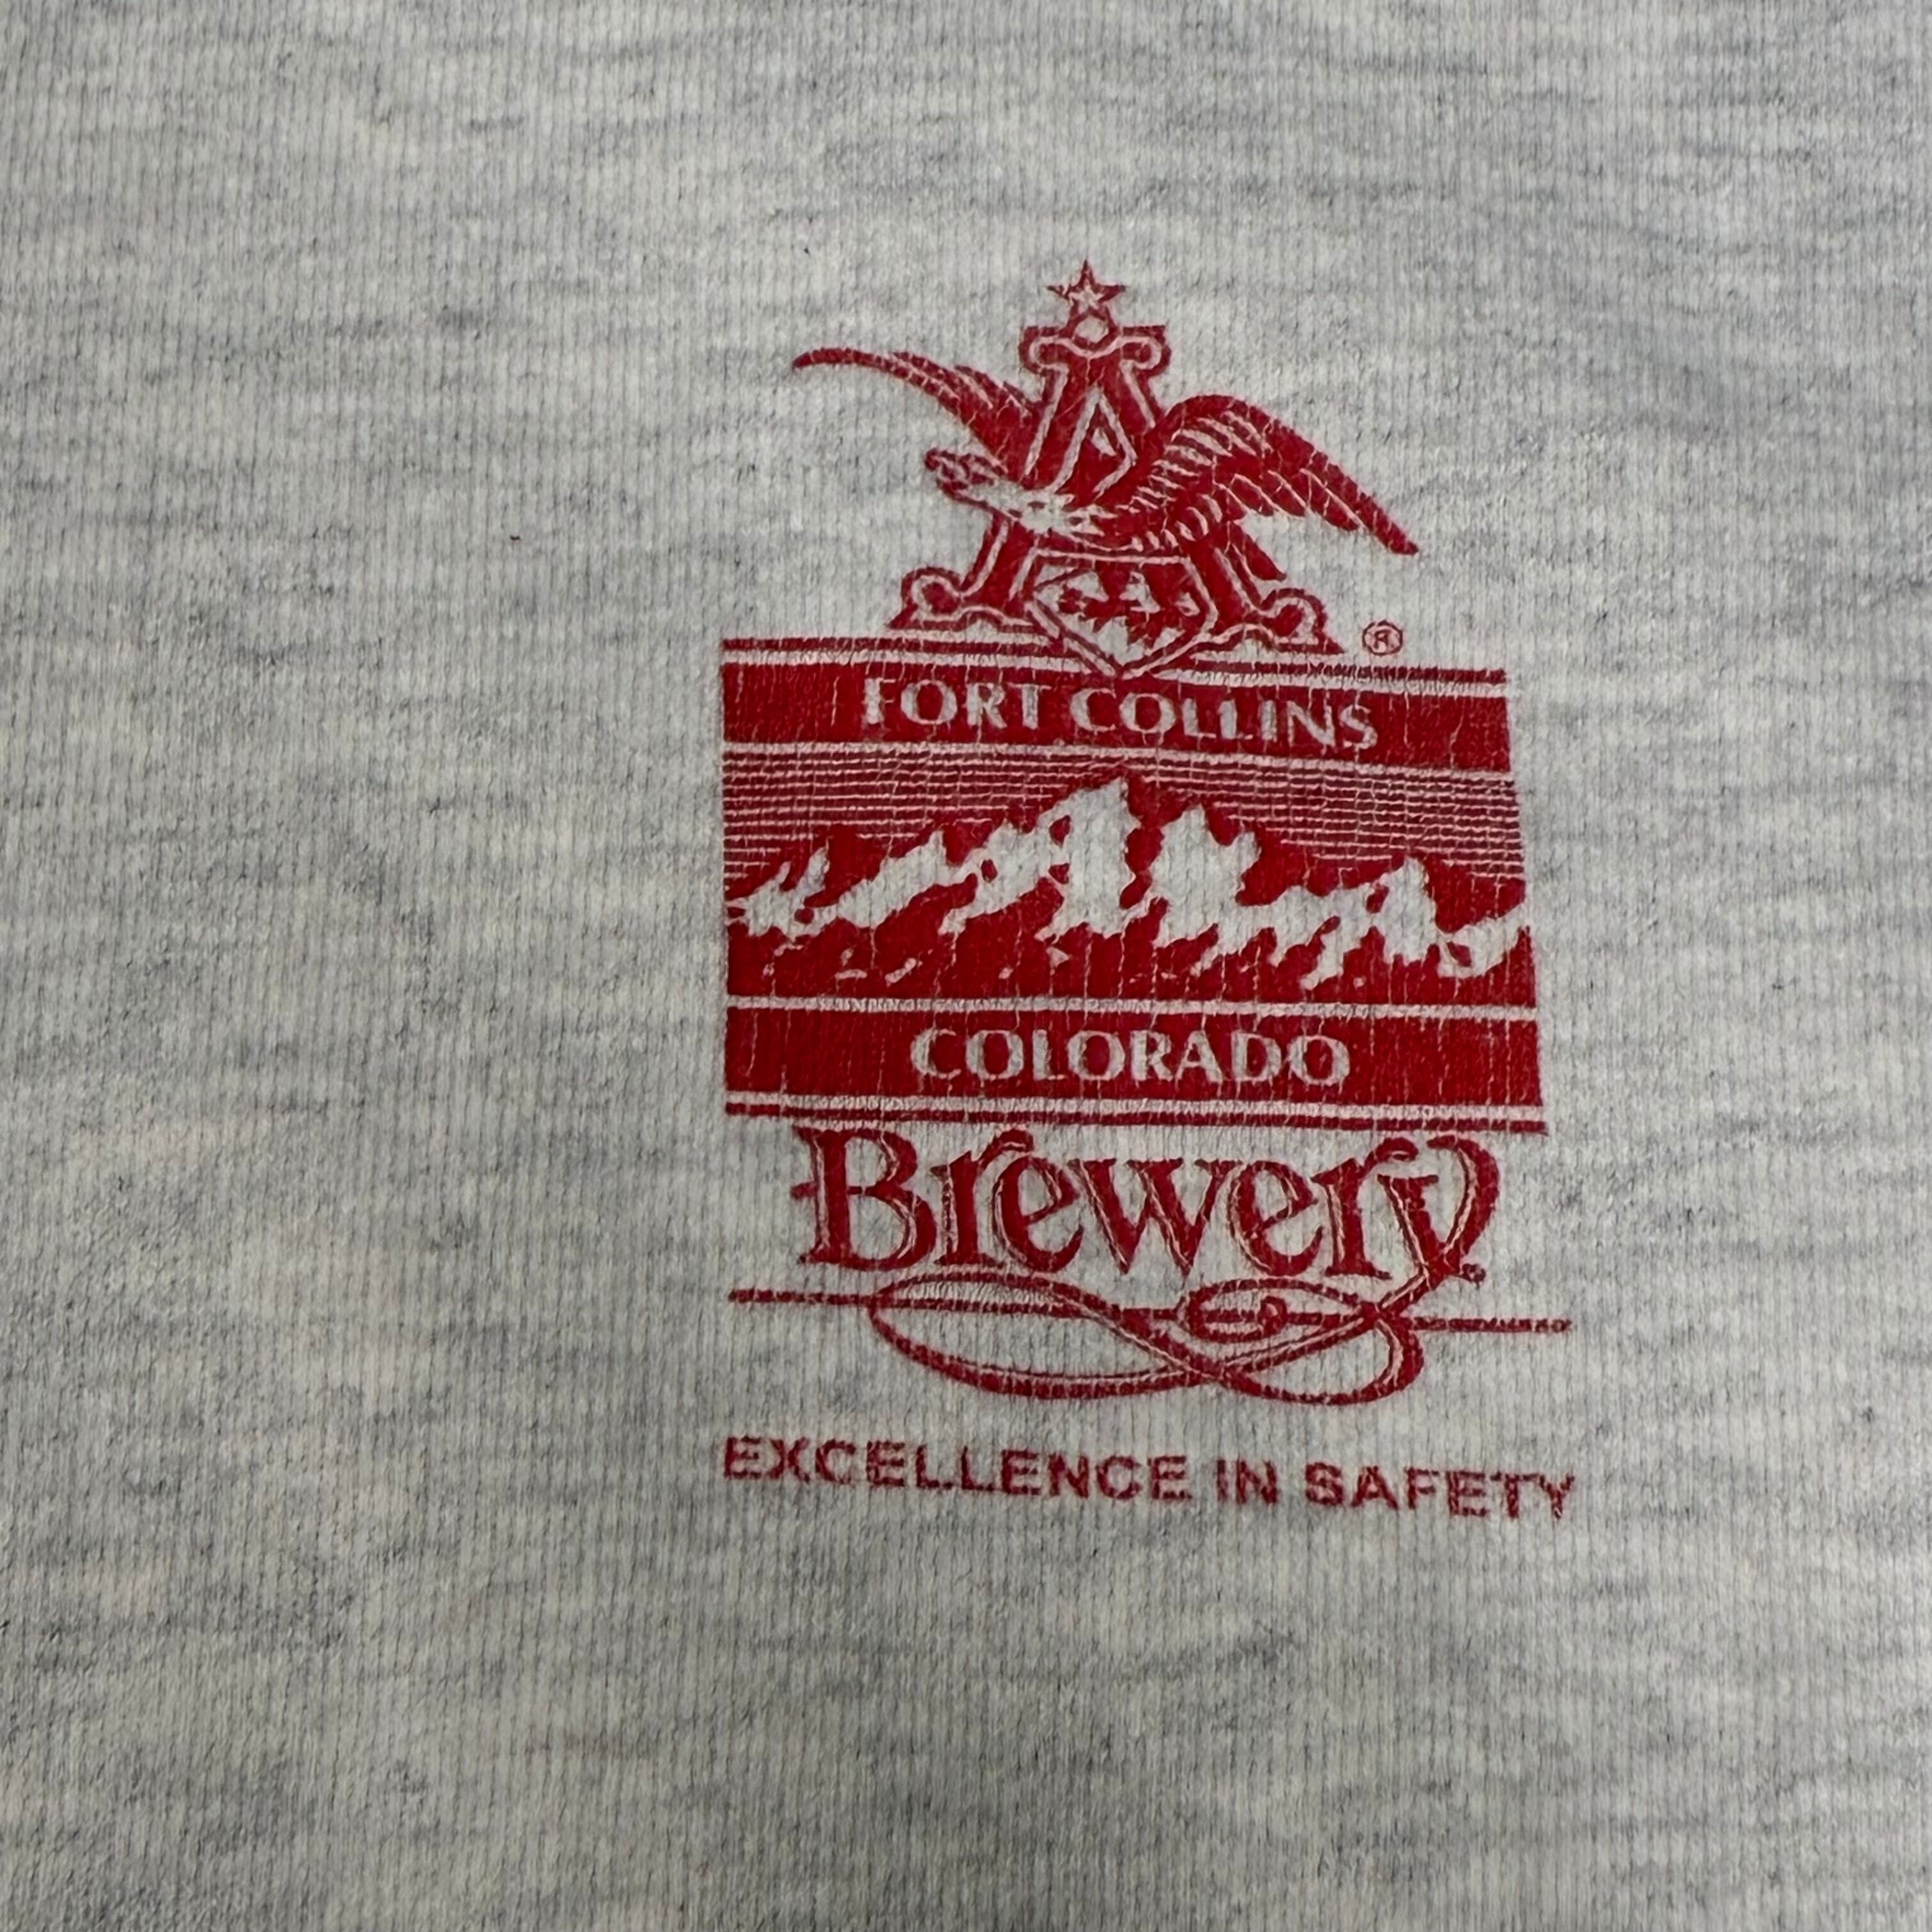 A
®
FORT COLLINS
COLORADO
Brewery
EXCELLENCE IN SAFETY